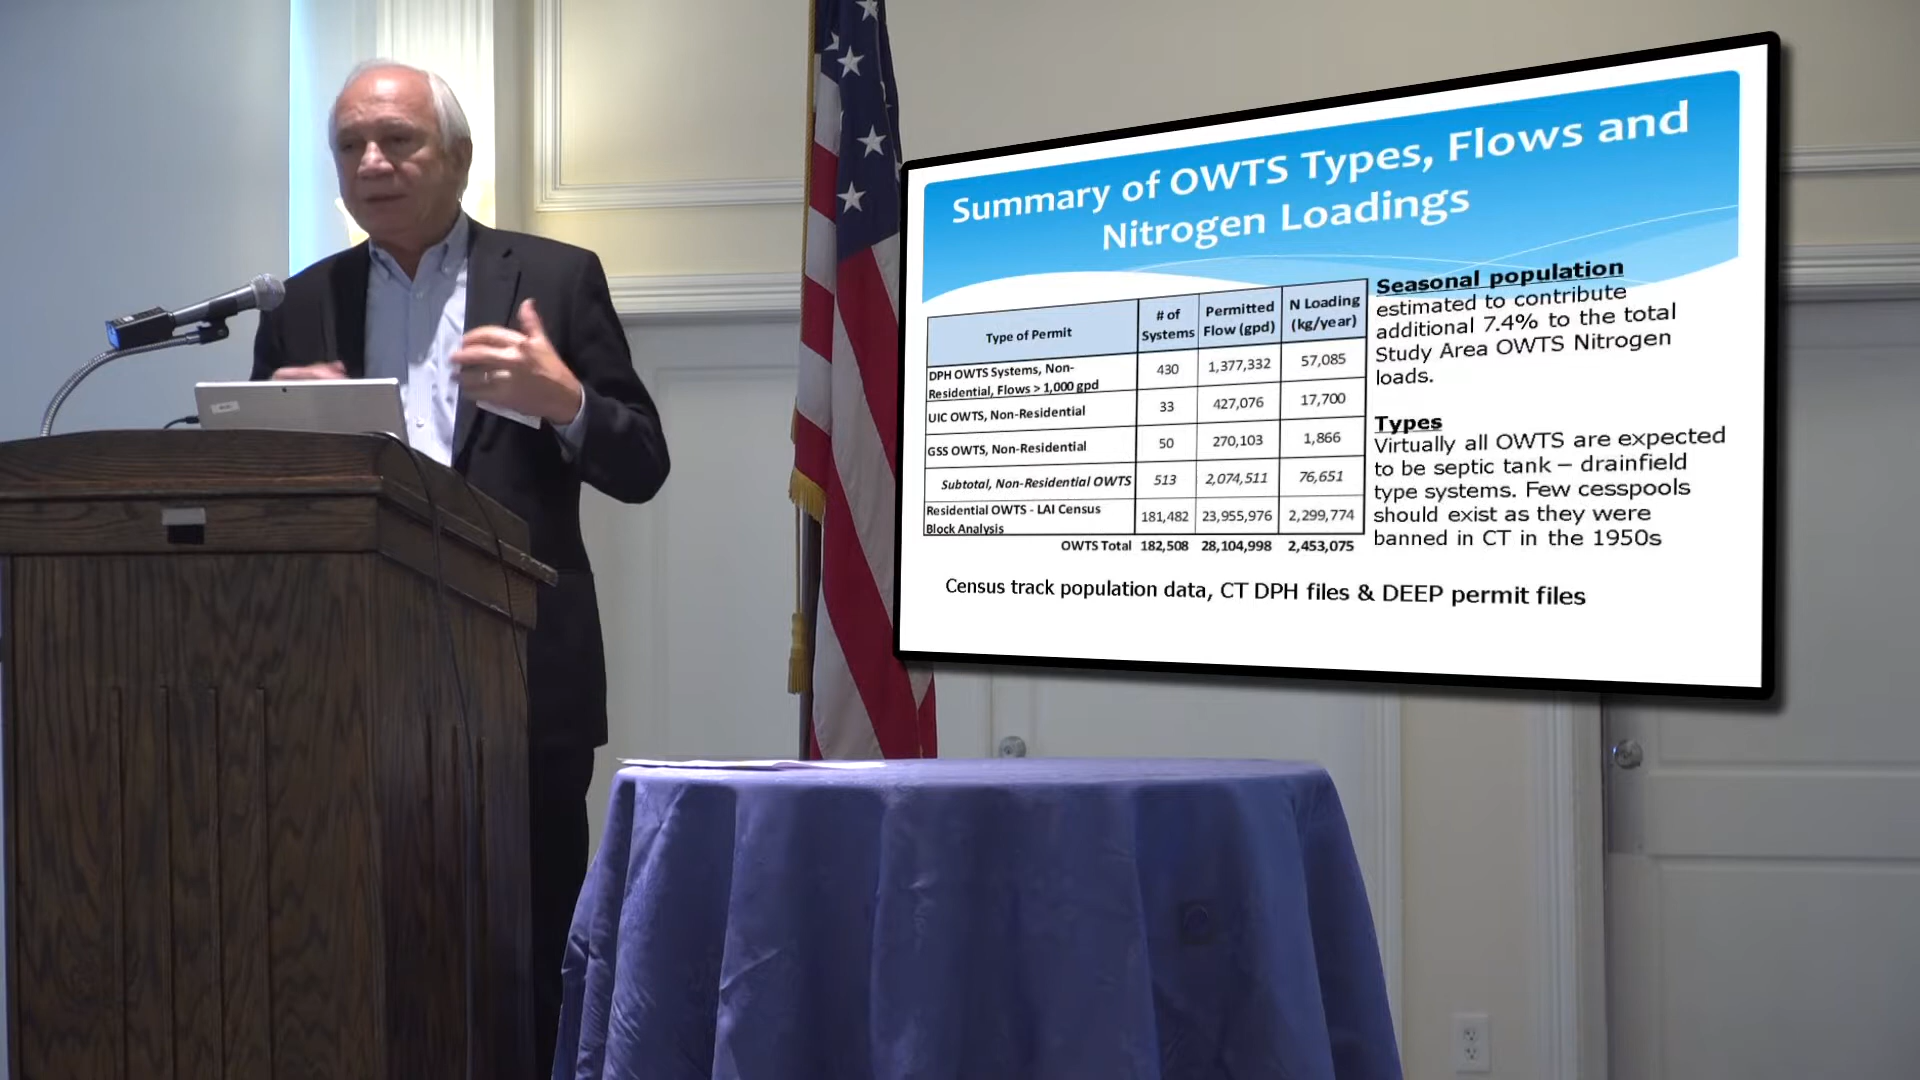 Summary of OWTS Types, Flows and
Nitrogen Loadings
Type of Permit
# of
Systems
Permitted
Flow (gpd)
N Loading
(kg/year)
DPH OWTS Systems, Non-
Residential, Flows > 1,000 gpd
430
1,377,332
57,085
UIC OWTS, Non-Residential
33
427,076
17,700
GSS OWTS, Non-Residential
50
270,103
1,866
Subtotal, Non-Residential OWTS
513
2,074,511
76,651
Residential OWTS - LAI Census
Block Analysis
181,482
23,955,976
2,299,774
OWTS Total
182,508
28,104,998
2,453,075
Seasonal population
estimated to contribute
additional 7.4% to the total
Study Area OWTS Nitrogen
loads.
Types
Virtually all OWTS are expected
to be septic tank – drainfield
type systems. Few cesspools
should exist as they were
banned in CT in the 1950s
Census track population data, CT DPH files & DEEP permit files